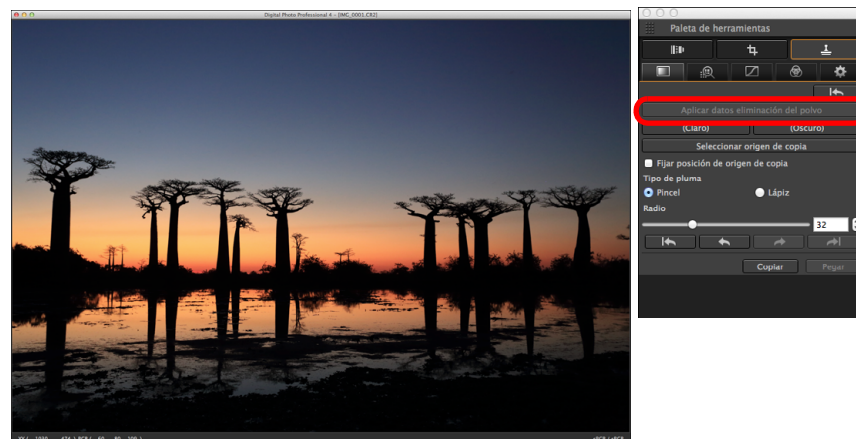 Digital Photo Professional 4 - [IMG_0001.CR2]
Paleta de herramientas
Aplicar datos eliminación del polvo
(Claro)
(Oscuro)
Seleccionar origen de copia
Fijar posición de origen de copia
Tipo de pluma
Pincel
Lápiz
Radio
32
Copiar
Pegar